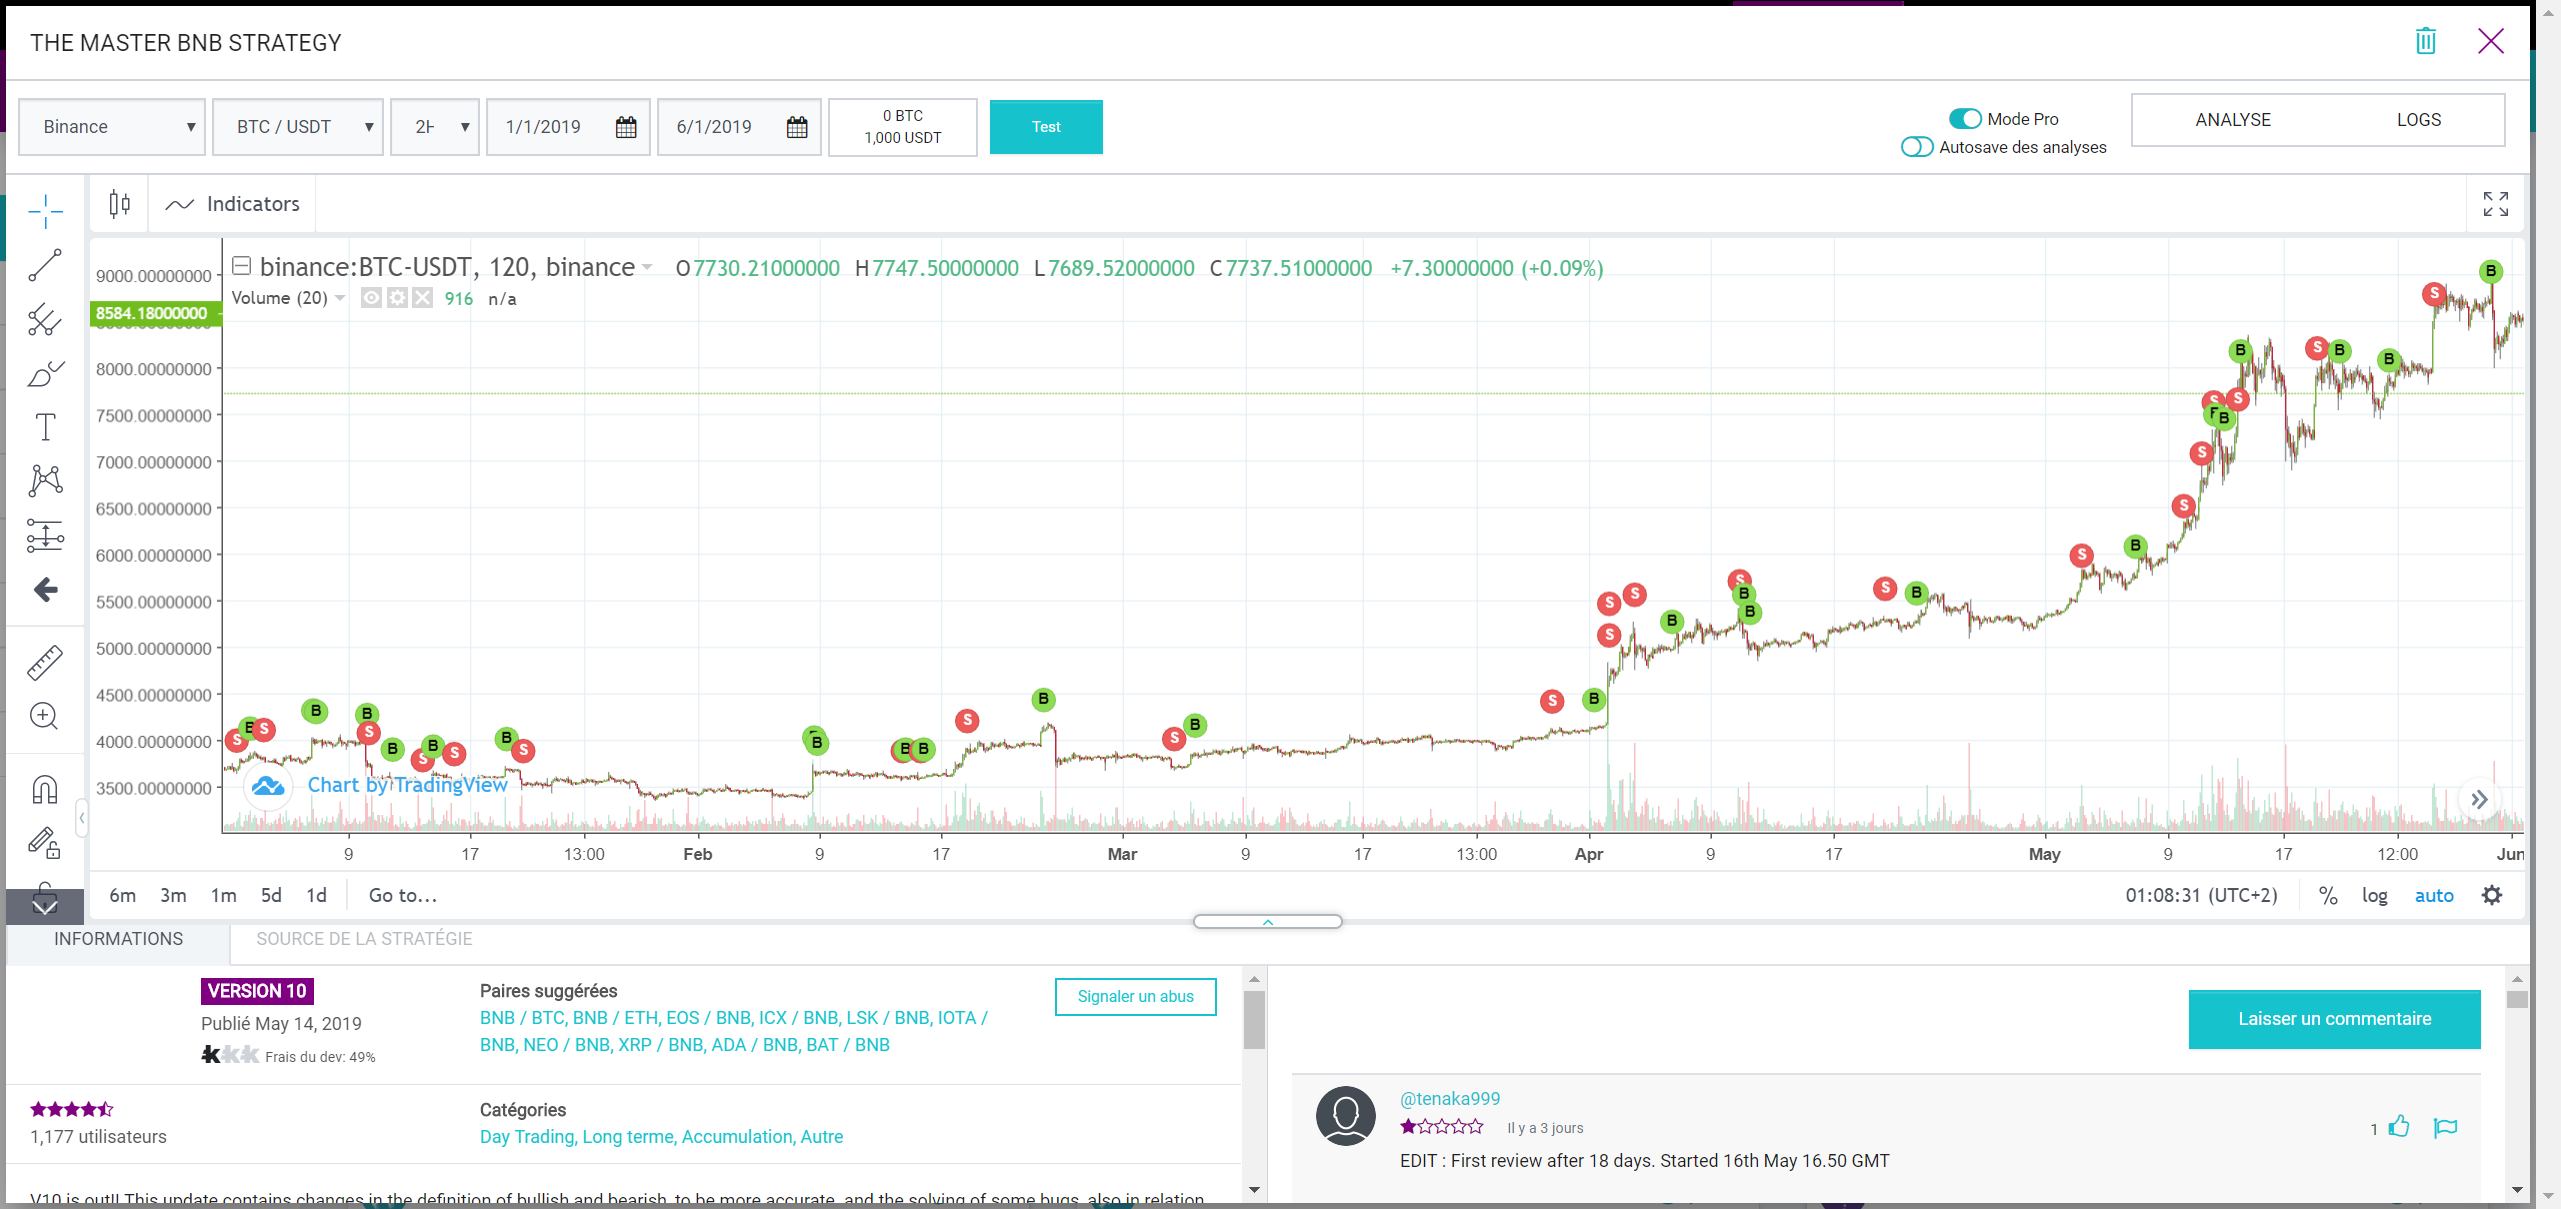 THE MASTER BNB STRATEGY
Binance
BTC / USDT
2H
1/1/2019
6/1/2019
0 BTC
1,000 USDT
Test
Mode Pro
Autosave des analyses
ANALYSE
LOGS
Indicators
binance:BTC-USDT, 120, binance O7730.21000000 H7747.50000000 L7689.52000000 C7737.51000000 +7.30000000 (+0.09%)
Volume (20) 916 n/a
9000.00000000
8584.18000000
8000.00000000
7500.00000000
7000.00000000
6500.00000000
6000.00000000
5500.00000000
5000.00000000
4500.00000000
4000.00000000
3500.00000000
Chart by TradingView
9 17 13:00 Feb 9 17 Mar 9 17 13:00 Apr 9 17 May 9 17 12:00 Jun
6m 3m 1m 5d 1d Go to...
01:08:31 (UTC+2) % log auto
INFORMATIONS
SOURCE DE LA STRATÉGIE
VERSION 10
Publié May 14, 2019
Frais du dev: 49%
Paires suggérées
BNB / BTC, BNB / ETH, EOS / BNB, ICX / BNB, LSK / BNB, IOTA /
BNB, NEO / BNB, XRP / BNB, ADA / BNB, BAT / BNB
Signaler un abus
1,177 utilisateurs
Catégories
Day Trading, Long terme, Accumulation, Autre
V10 is out!! This update contains changes in the definition of bullish and bearish, to be more accurate, and the solving of some bugs, also in relation
Laisser un commentaire
@tenaka999
Il y a 3 jours
1
EDIT : First review after 18 days. Started 16th May 16.50 GMT